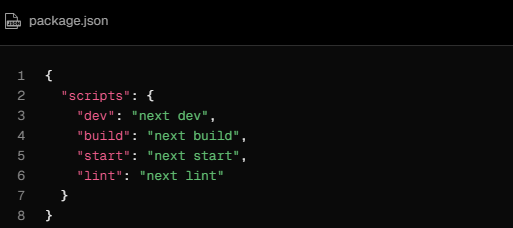 package.json
1 {
2   "scripts": {
3     "dev": "next dev",
4     "build": "next build",
5     "start": "next start",
6     "lint": "next lint"
7   }
8 }